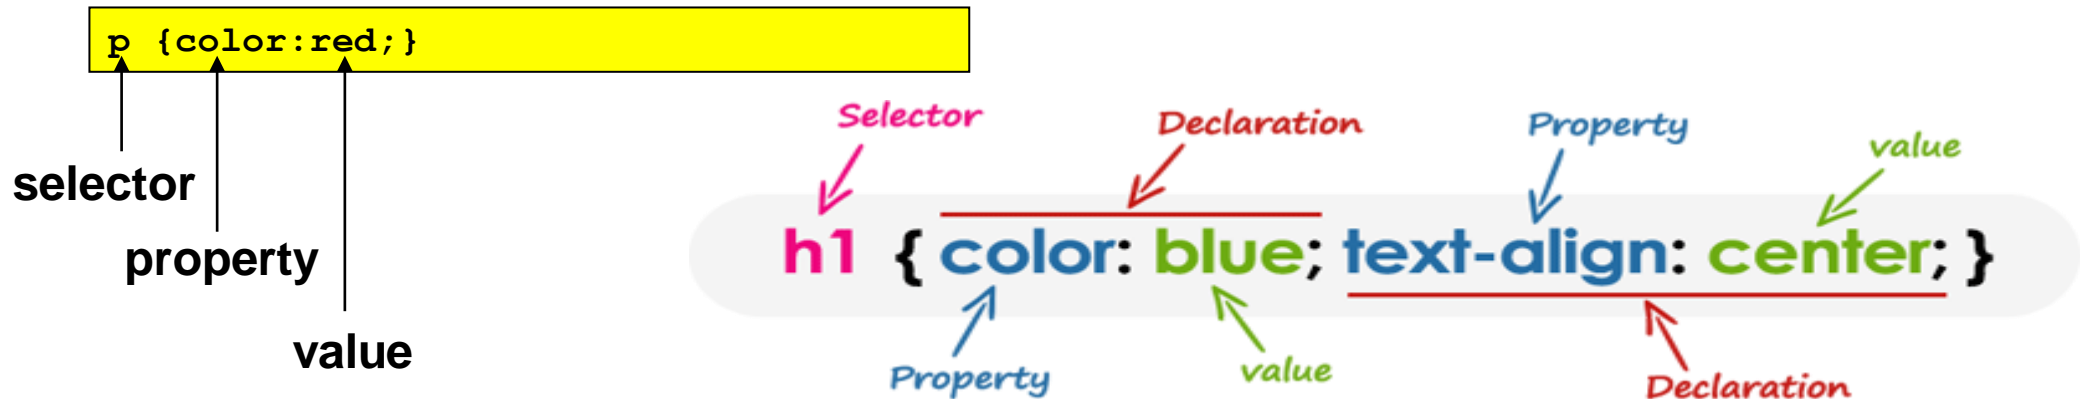 p {color:red;}
selector
property
value
Selector
Declaration
Property
value
h1 { color: blue; text-align: center; }
Property
value
Declaration